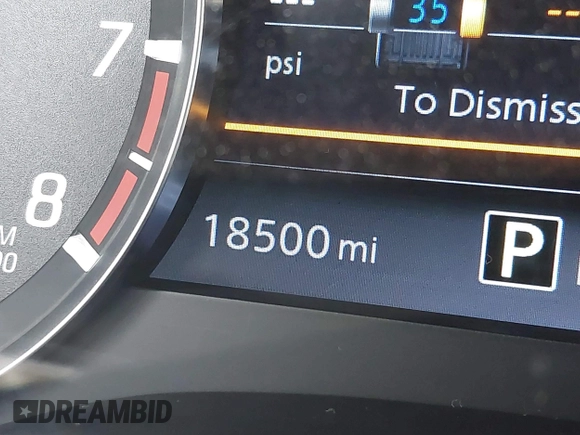 35
--
7
psi
To Dismiss
8
18500 mi
P
DREAMBID